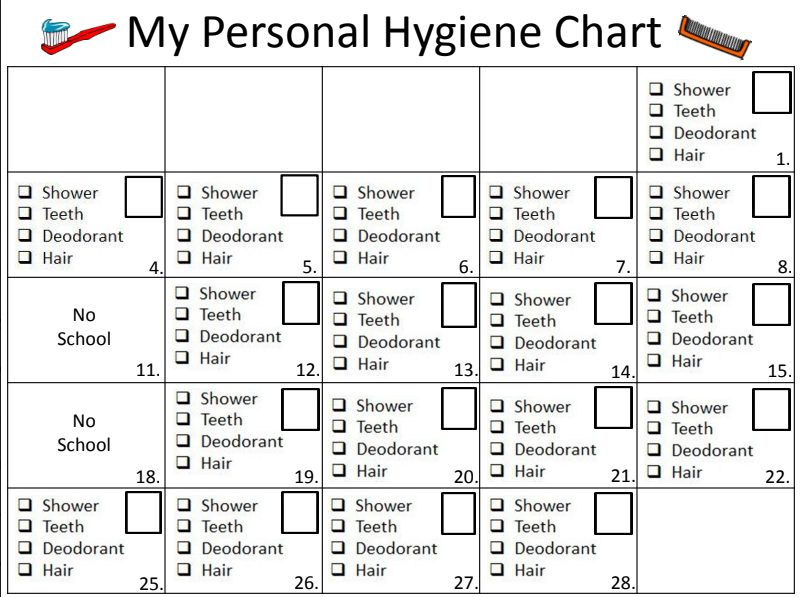 My Personal Hygiene Chart
Shower
Teeth
Deodorant
Hair
1.
Shower
Teeth
Deodorant
Hair
4.
Shower
Teeth
Deodorant
Hair
5.
Shower
Teeth
Deodorant
Hair
6.
Shower
Teeth
Deodorant
Hair
7.
Shower
Teeth
Deodorant
Hair
8.
No
School
11.
Shower
Teeth
Deodorant
Hair
12.
Shower
Teeth
Deodorant
Hair
13.
Shower
Teeth
Deodorant
Hair
14.
Shower
Teeth
Deodorant
Hair
15.
No
School
18.
Shower
Teeth
Deodorant
Hair
19.
Shower
Teeth
Deodorant
Hair
20.
Shower
Teeth
Deodorant
Hair
21.
Shower
Teeth
Deodorant
Hair
22.
Shower
Teeth
Deodorant
Hair
25.
Shower
Teeth
Deodorant
Hair
26.
Shower
Teeth
Deodorant
Hair
27.
Shower
Teeth
Deodorant
Hair
28.